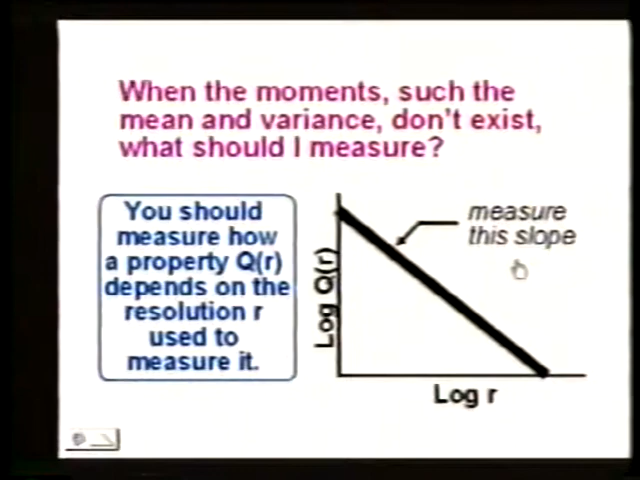 When the moments, such the
mean and variance, don't exist,
what should I measure?
You should
measure how
a property Q(r)
depends on the
resolution r
used to
measure it.
measure
this slope
Log Q(r)
Log r